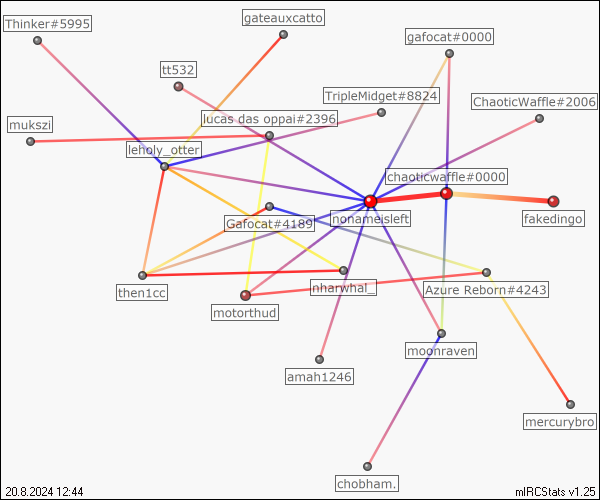 Thinker#5995
gateauxcatto
gafocat#0000
tt532
TripleMidget#8824
ChaoticWaffle#2006
lucas das oppai#2396
mukszi
leholy_otter
chaoticwaffle#0000
Gafocat#4189
nonameisleft
fakedingo
then1cc
nharwhal_
Azure Reborn#4243
motorthud
moonraven
amah1246
mercurybro
chobham.
20.8.2024 12:44
mIRCStats v1.25